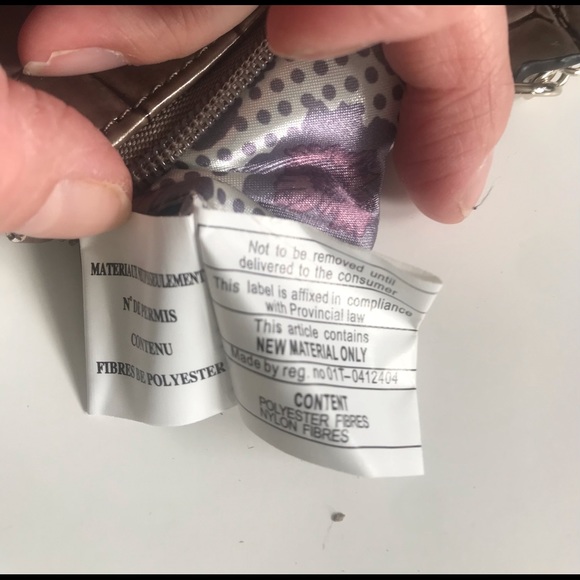 MATERIAUX
N° DE PERMIS
CONTENU
FIBRES DE POLYESTER
Not to be removed until
delivered to the consumer
This label is affixed in compliance
with Provincial law
This article contains
NEW MATERIAL ONLY
Made by reg. no 01T-0412404
CONTENT
POLYESTER FIBRES
NYLON FIBRES